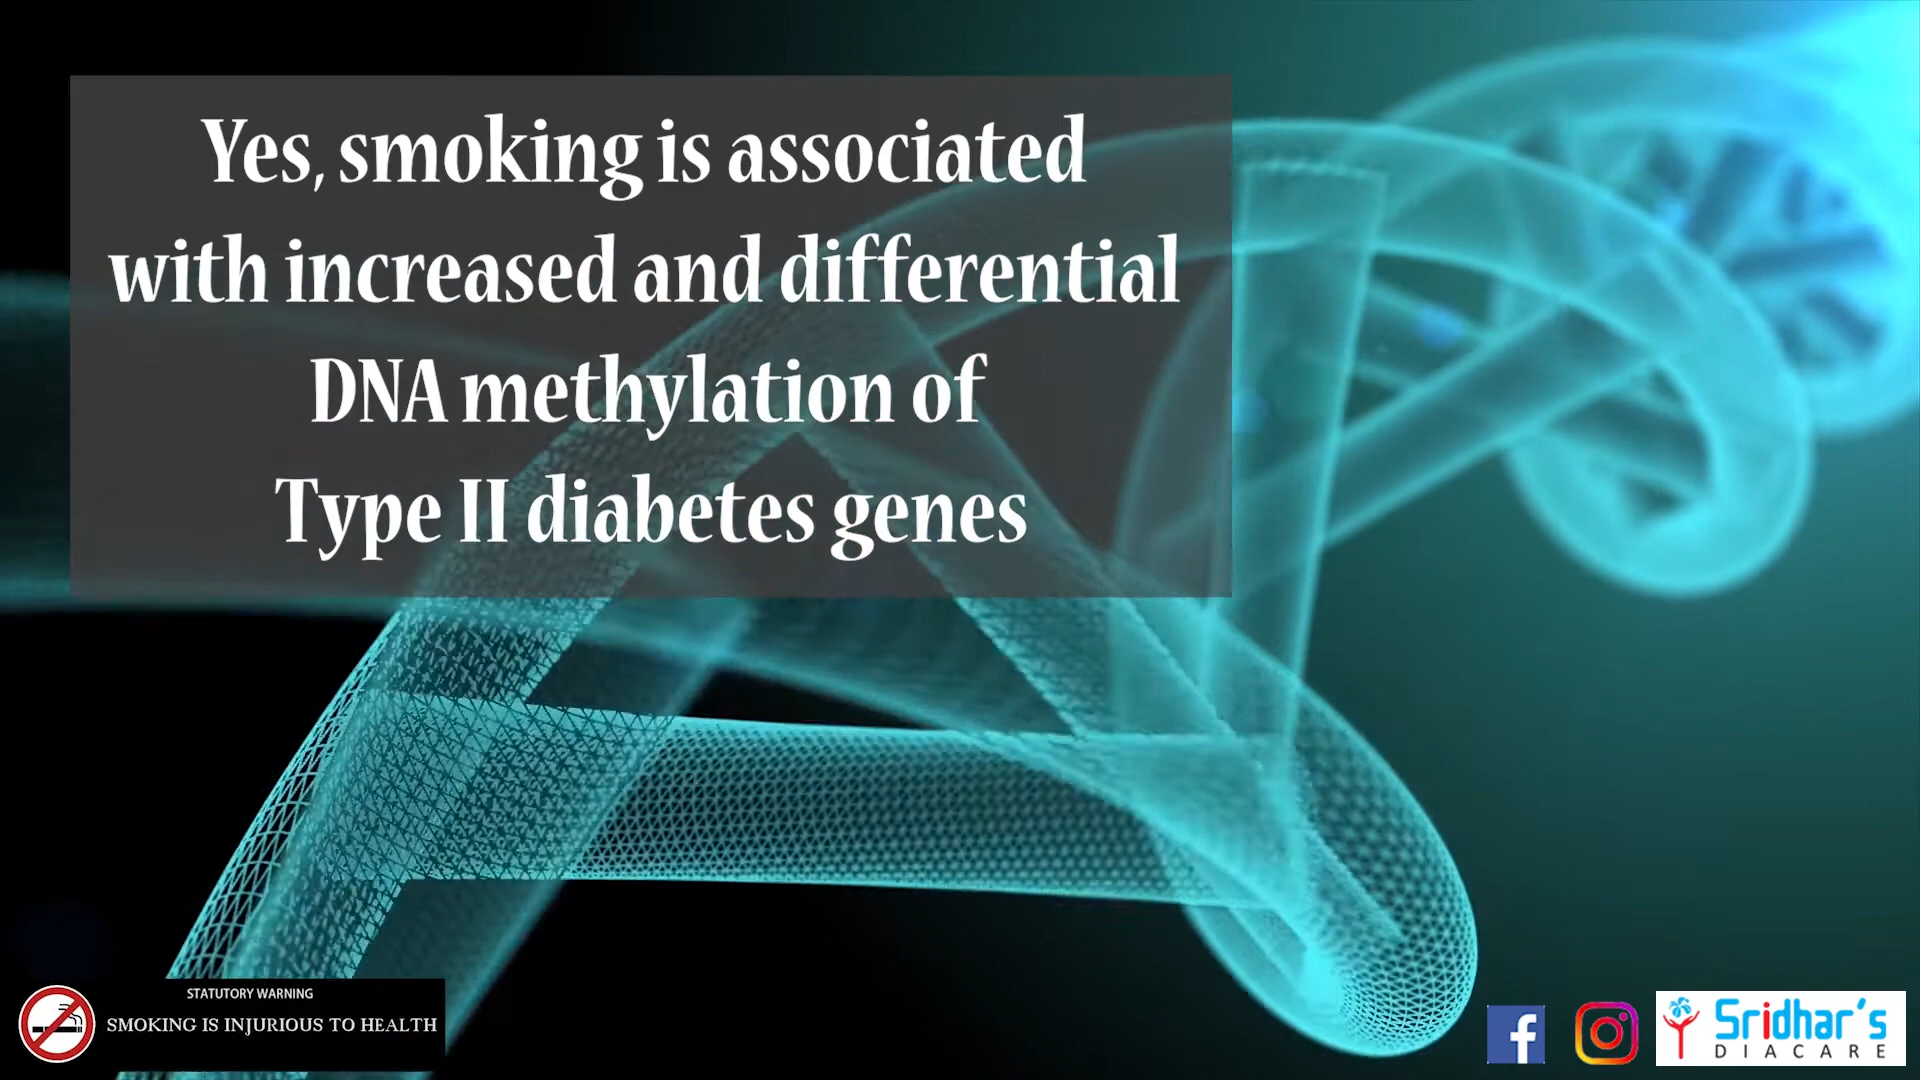 Yes, smoking is associated
with increased and differential
DNA methylation of
Type II diabetes genes
STATUTORY WARNING
SMOKING IS INJURIOUS TO HEALTH
Sridhar's
DIACARE